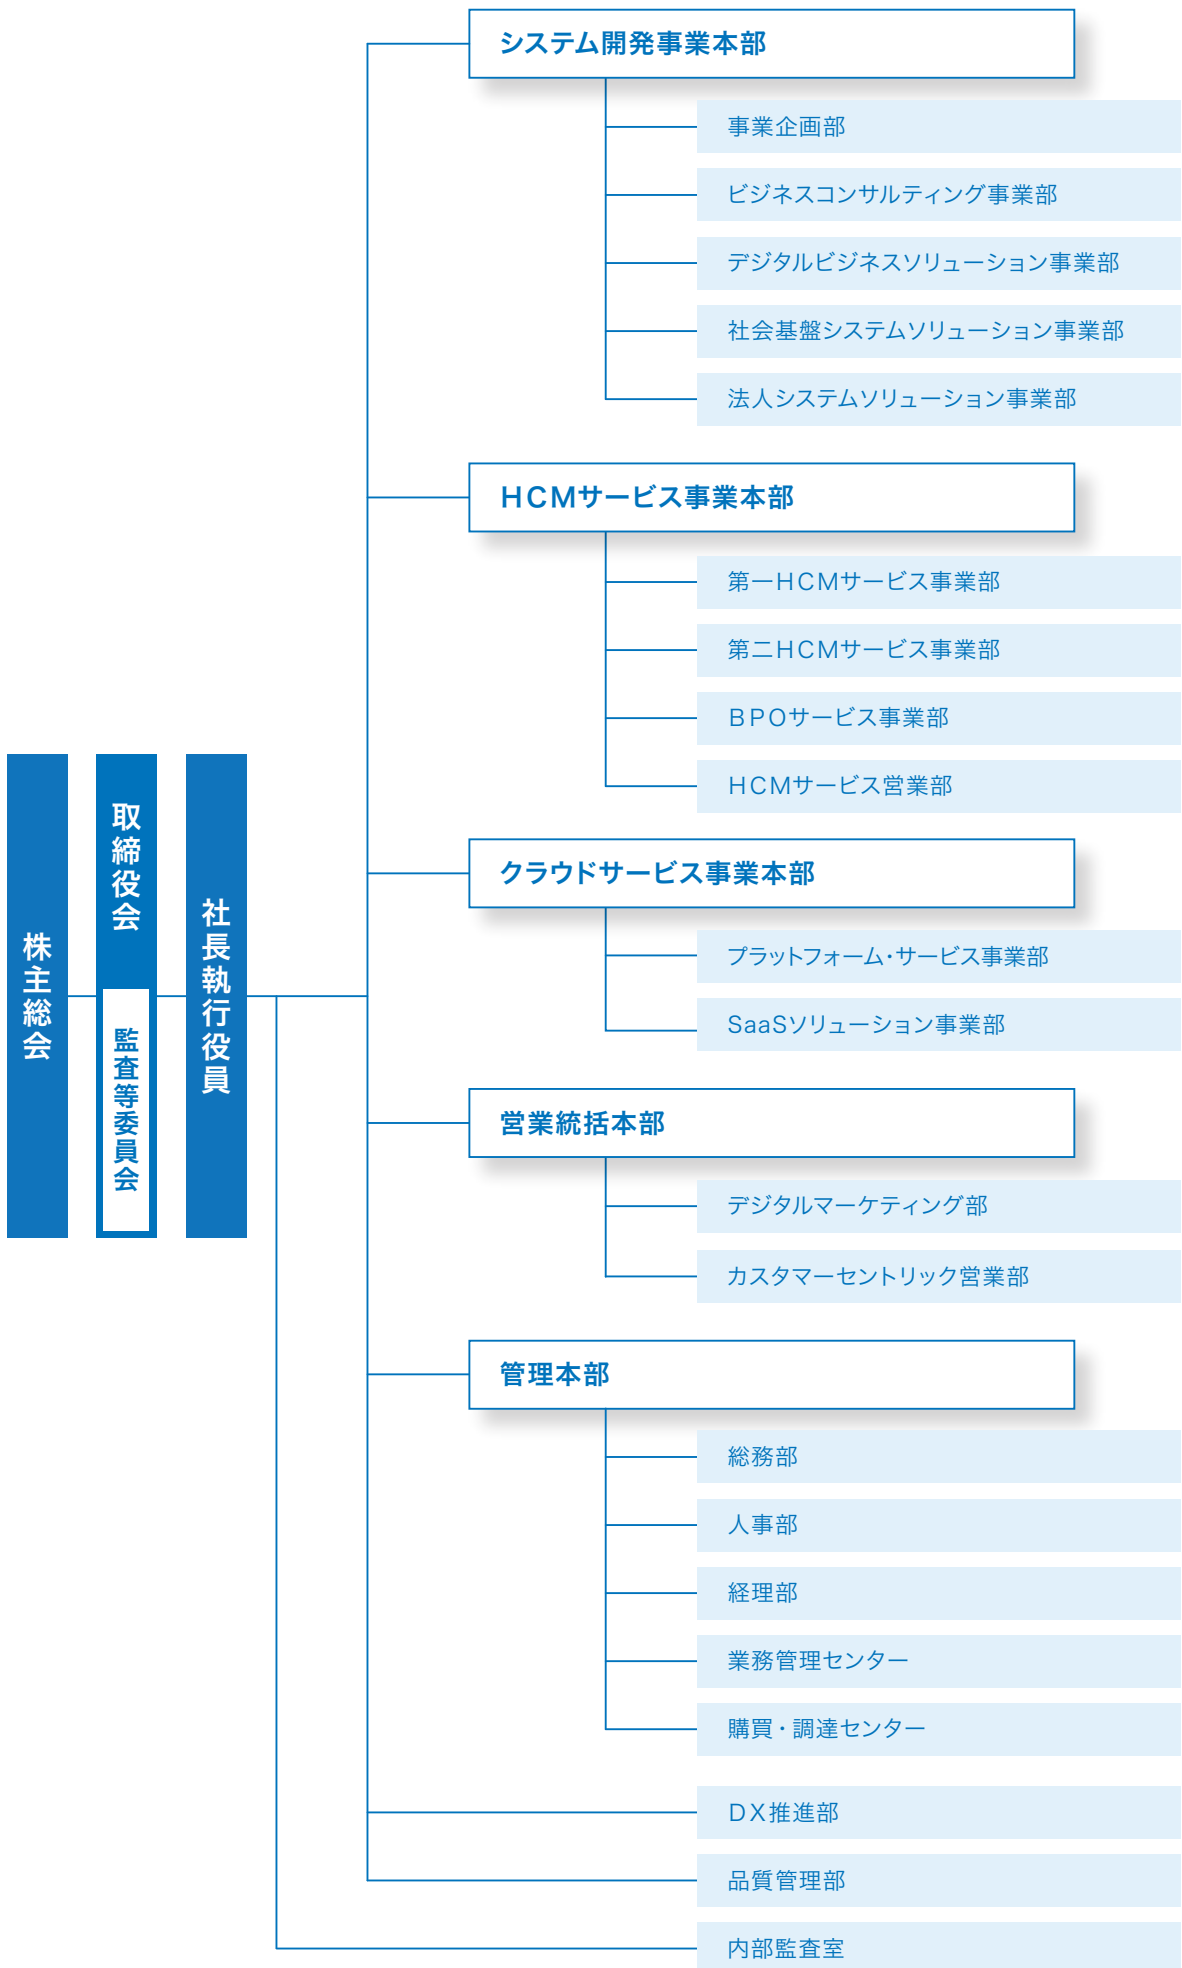 株主総会
取締役会
監査等委員会
社長執行役員
システム開発事業本部
事業企画部
ビジネスコンサルティング事業部
デジタルビジネスソリューション事業部
社会基盤システムソリューション事業部
法人システムソリューション事業部
HCMサービス事業本部
第一HCMサービス事業部
第二HCMサービス事業部
BPOサービス事業部
HCMサービス営業部
クラウドサービス事業本部
プラットフォーム・サービス事業部
SaaSソリューション事業部
営業統括本部
デジタルマーケティング部
カスタマーセントリック営業部
管理本部
総務部
人事部
経理部
業務管理センター
購買・調達センター
DX推進部
品質管理部
内部監査室